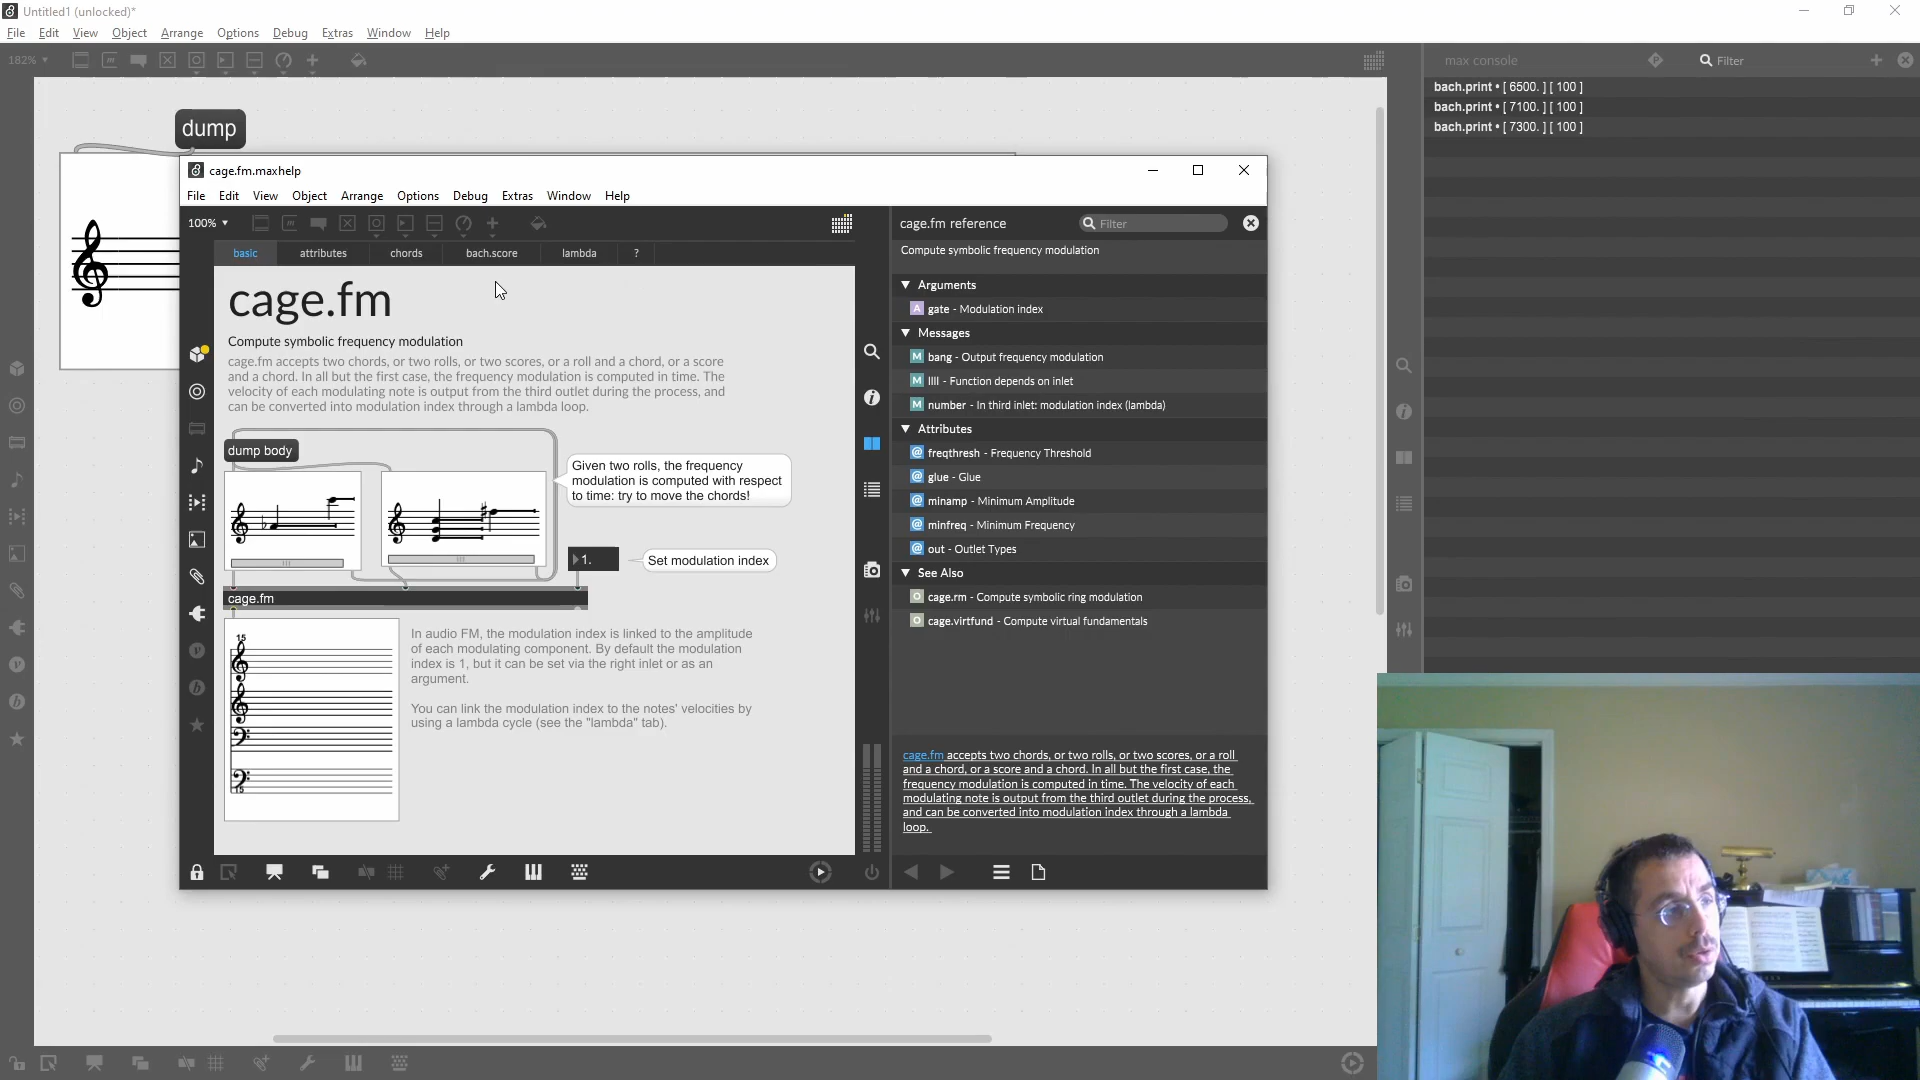 Untitled1 (unlocked)*
File Edit View Object Arrange Options Debug Extras Window Help
182%
max console
Filter
bach.print • [ 6500. ] [ 100 ]
bach.print • [ 7100. ] [ 100 ]
bach.print • [ 7300. ] [ 100 ]
dump
cage.fm.maxhelp
File Edit View Object Arrange Options Debug Extras Window Help
100%
basic attributes chords bach.score lambda ?
cage.fm
Compute symbolic frequency modulation
cage.fm accepts two chords, or two rolls, or two scores, or a roll and a chord, or a score
and a chord. In all but the first case, the frequency modulation is computed in time. The
velocity of each modulating note is output from the third outlet during the process, and
can be converted into modulation index through a lambda loop.
dump body
Given two rolls, the frequency
modulation is computed with respect
to time: try to move the chords!
1.
Set modulation index
cage.fm
15
15
In audio FM, the modulation index is linked to the amplitude
of each modulating component. By default the modulation
index is 1, but it can be set via the right inlet or as an
argument.
You can link the modulation index to the notes' velocities by
using a lambda cycle (see the "lambda" tab).
cage.fm reference
Filter
Compute symbolic frequency modulation
Arguments
A gate - Modulation index
Messages
M bang - Output frequency modulation
M llll - Function depends on inlet
M number - In third inlet: modulation index (lambda)
Attributes
@ freqthresh - Frequency Threshold
@ glue - Glue
@ minamp - Minimum Amplitude
@ minfreq - Minimum Frequency
@ out - Outlet Types
See Also
O cage.rm - Compute symbolic ring modulation
O cage.virtfund - Compute virtual fundamentals
cage.fm accepts two chords, or two rolls, or two scores, or a roll
and a chord, or a score and a chord. In all but the first case, the
frequency modulation is computed in time. The velocity of each
modulating note is output from the third outlet during the process,
and can be converted into modulation index through a lambda
loop.